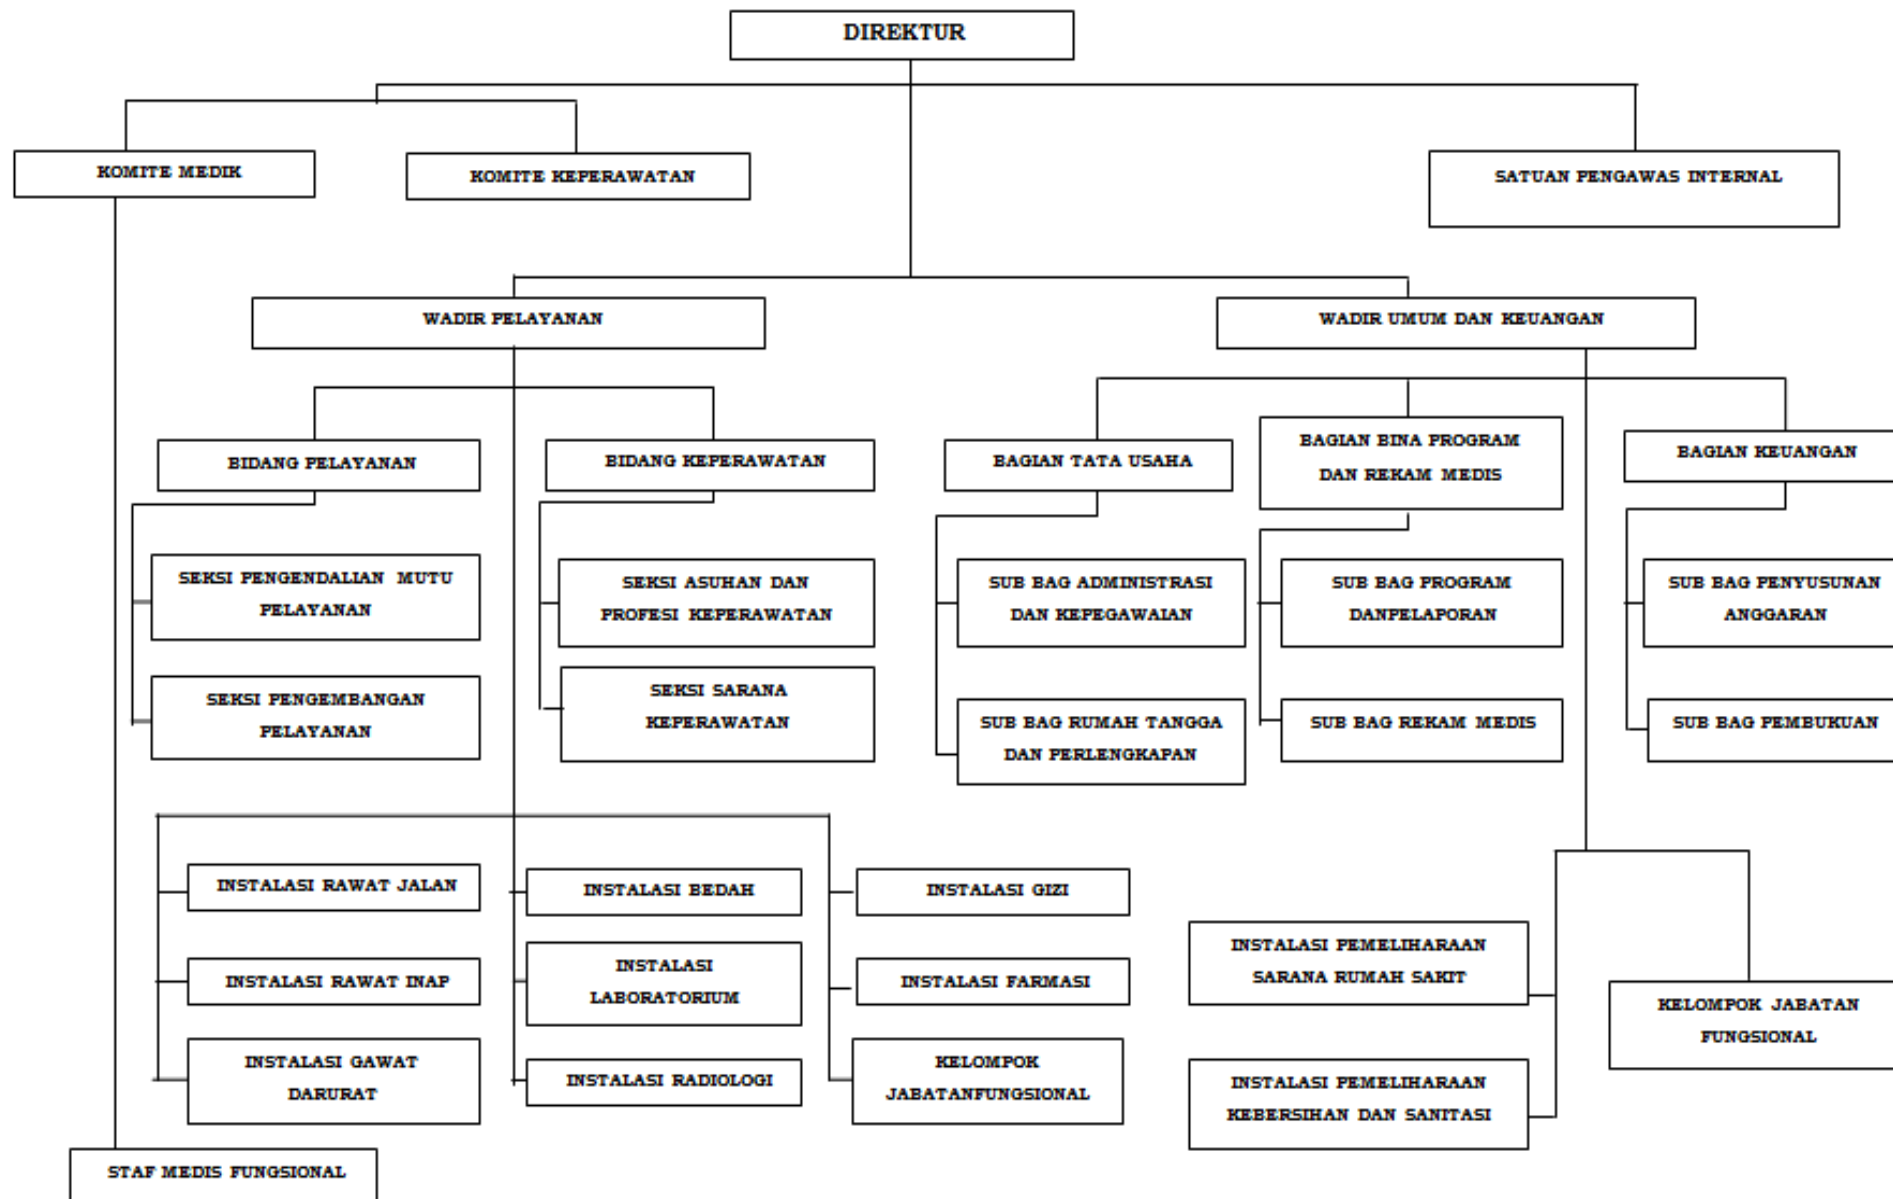 DIREKTUR
KOMITE MEDIK
KOMITE KEPERAWATAN
SATUAN PENGAWAS INTERNAL
WADIR PELAYANAN
WADIR UMUM DAN KEUANGAN
BIDANG PELAYANAN
BIDANG KEPERAWATAN
BAGIAN TATA USAHA
BAGIAN BINA PROGRAM
DAN REKAM MEDIS
BAGIAN KEUANGAN
SEKSI PENGENDALIAN MUTU
PELAYANAN
SEKSI ASUHAN DAN
PROFESI KEPERAWATAN
SUB BAG ADMINISTRASI
DAN KEPEGAWAIAN
SUB BAG PROGRAM
DANPELAPORAN
SUB BAG PENYUSUNAN
ANGGARAN
SEKSI PENGEMBANGAN
PELAYANAN
SEKSI SARANA
KEPERAWATAN
SUB BAG RUMAH TANGGA
DAN PERLENGKAPAN
SUB BAG REKAM MEDIS
SUB BAG PEMBUKUAN
INSTALASI RAWAT JALAN
INSTALASI BEDAH
INSTALASI GIZI
INSTALASI RAWAT INAP
INSTALASI
LABORATORIUM
INSTALASI FARMASI
INSTALASI PEMELIHARAAN
SARANA RUMAH SAKIT
KELOMPOK JABATAN
FUNGSIONAL
INSTALASI GAWAT
DARURAT
INSTALASI RADIOLOGI
KELOMPOK
JABATANFUNGSIONAL
INSTALASI PEMELIHARAAN
KEBERSIHAN DAN SANITASI
STAF MEDIS FUNGSIONAL